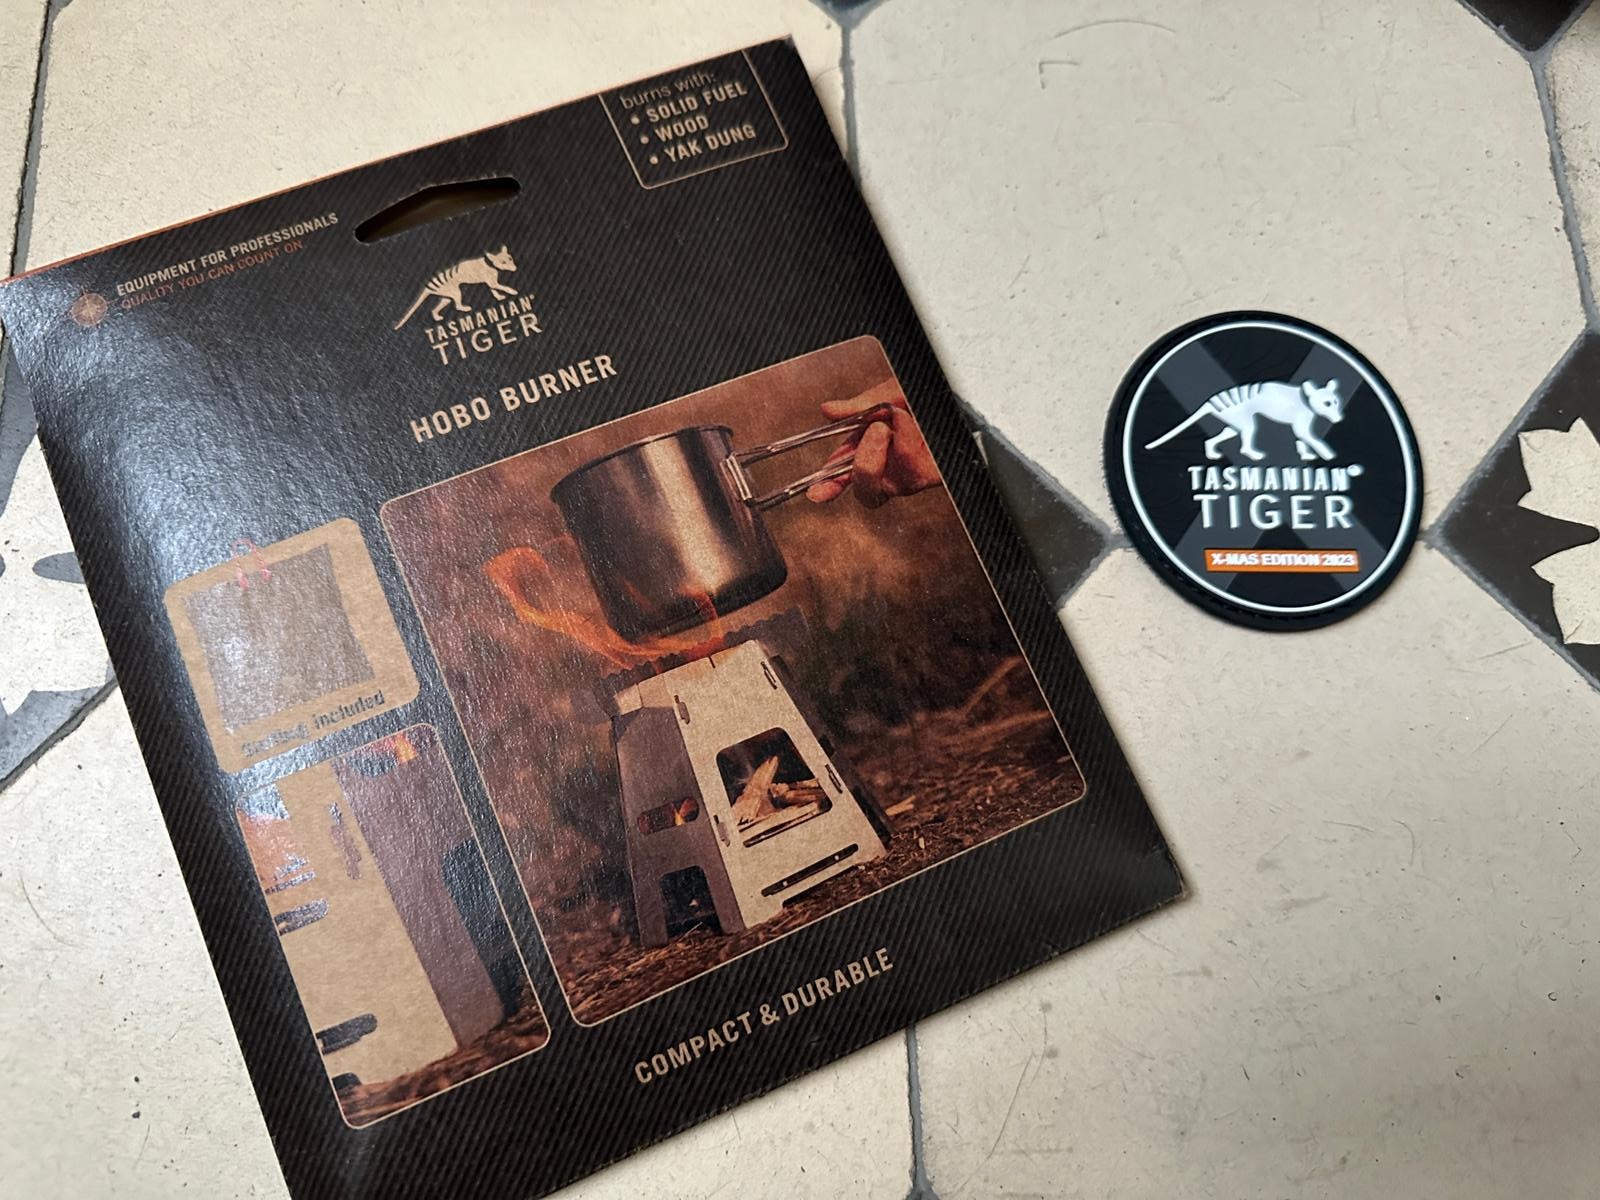 burns with:
• SOLID FUEL
• WOOD
• YAK DUNG
EQUIPMENT FOR PROFESSIONALS
QUALITY YOU CAN COUNT ON
TASMANIAN®
TIGER
HOBO BURNER
included
COMPACT & DURABLE
TASMANIAN®
TIGER
X-MAS EDITION 2023